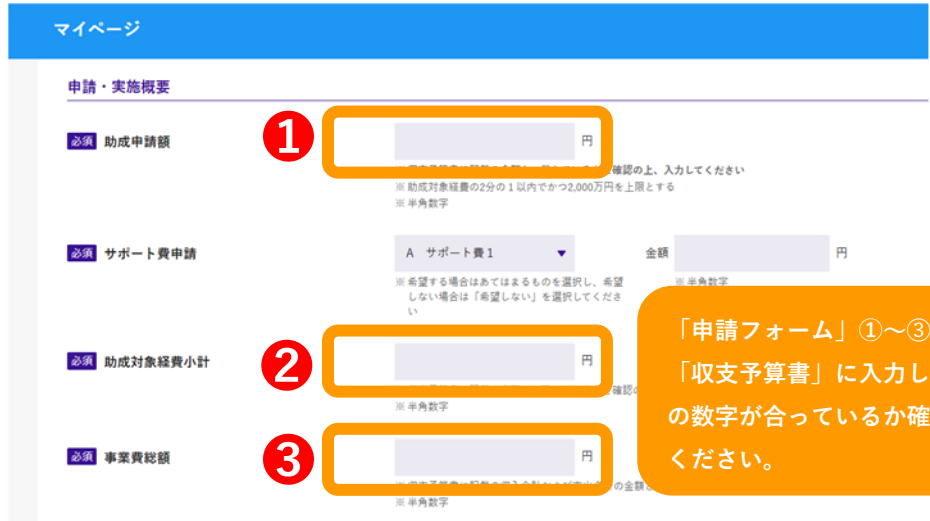 マイページ
申請・実施概要
必須 助成申請額
1
円
確認の上、入力してください
※助成対象経費の2分の1以内でかつ2,000万円を上限とする
※半角数字
必須 サポート費申請
A サポート費1
金額
円
※希望する場合はあてはまるものを選択し、希望
しない場合は「希望しない」を選択してくださ
い
※半角数字
「申請フォーム」①〜③
「収支予算書」に入力し
の数字が合っているか確
ください。
必須 助成対象経費小計
2
円
※半角数字
必須 事業費総額
3
円
の金額
※半角数字